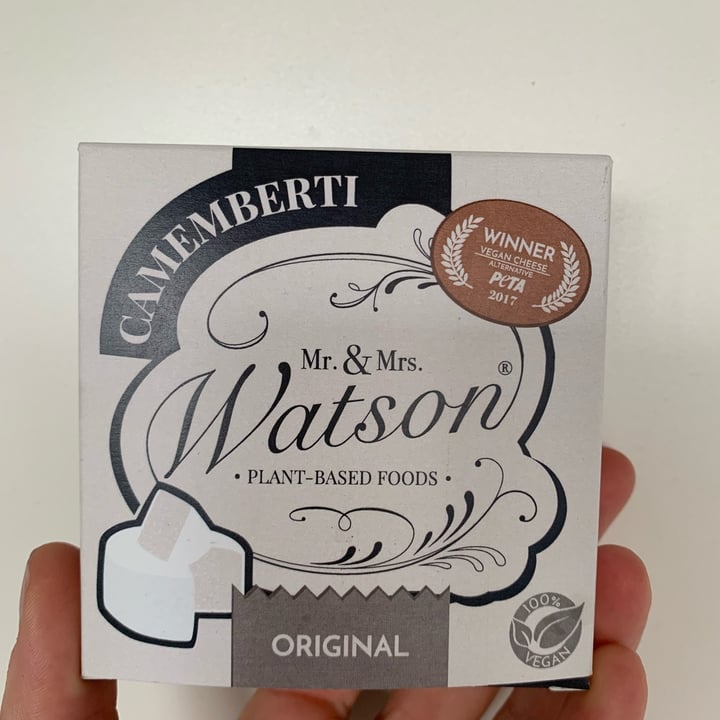 CAMEMBERTI
WINNER
VEGAN CHEESE
ALTERNATIVE
PeTA
2017
Mr. & Mrs.
Watson®
• PLANT-BASED FOODS •
ORIGINAL
100%
VEGAN